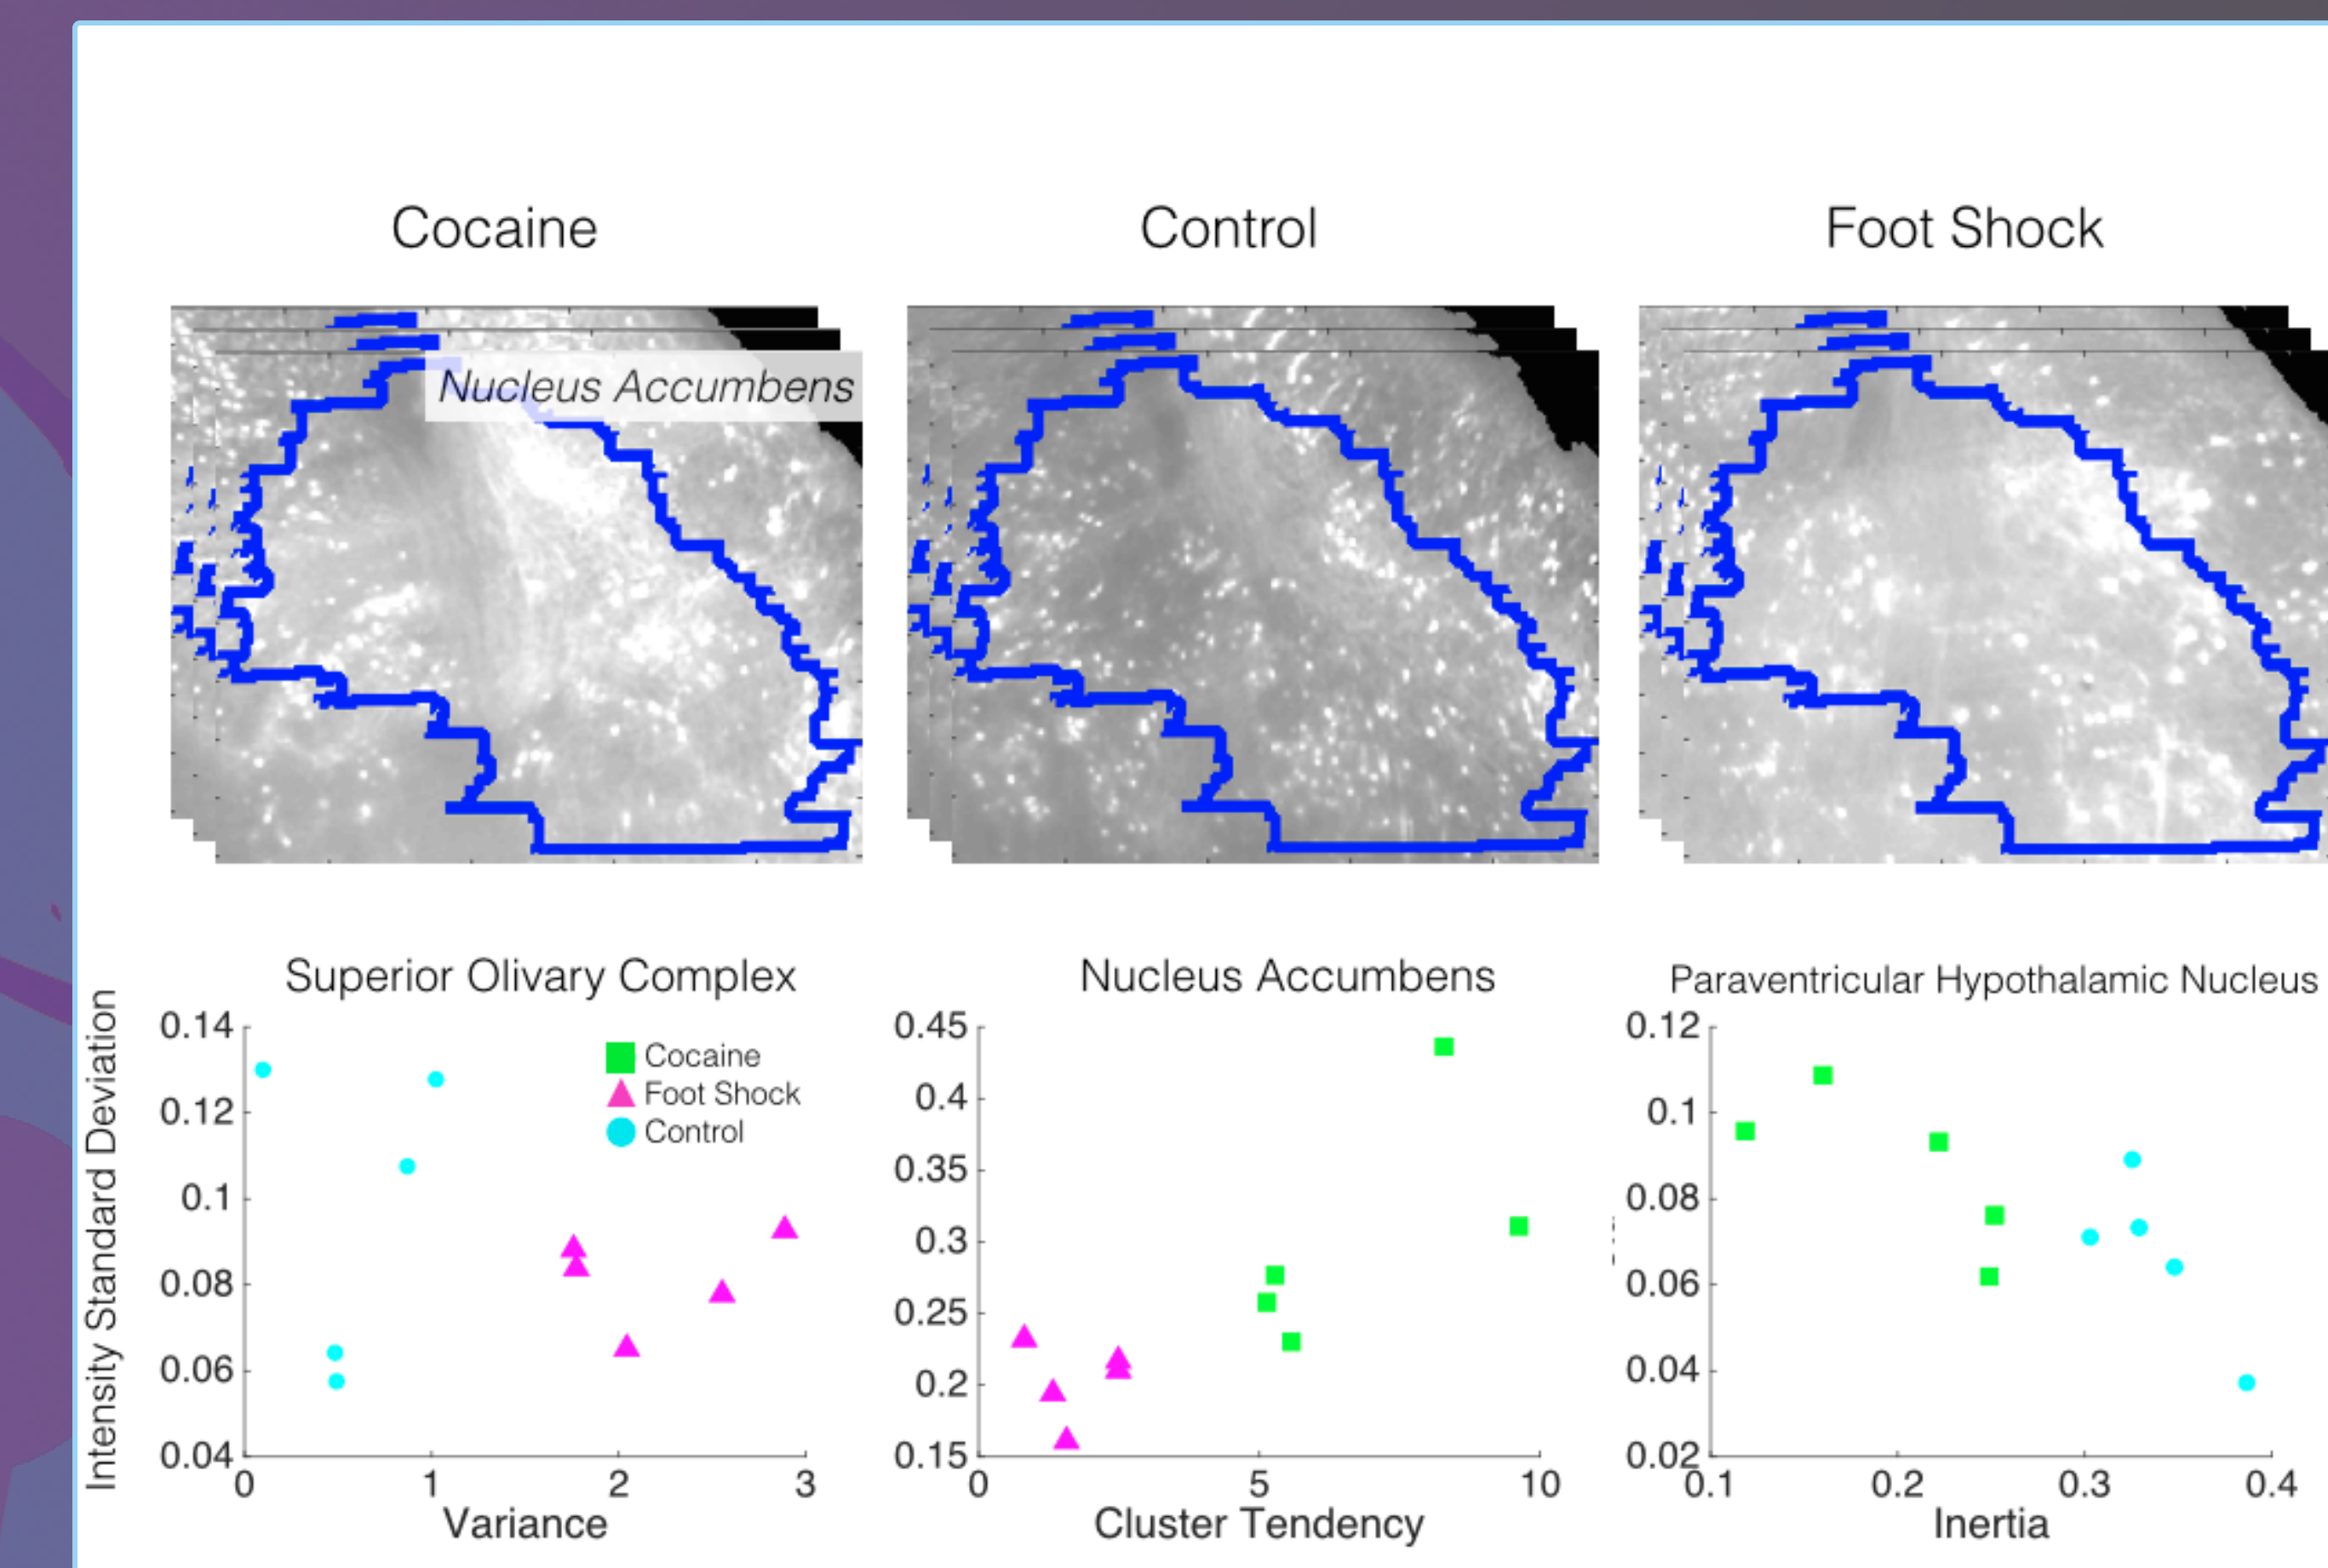 Cocaine
Control
Foot Shock
Nucleus Accumbens
Superior Olivary Complex
Nucleus Accumbens
Paraventricular Hypothalamic Nucleus
Intensity Standard Deviation
0.14
0.12
0.1
0.08
0.06
0.04
0
1
2
3
Variance
Cocaine
Foot Shock
Control
0.45
0.4
0.35
0.3
0.25
0.2
0.15
0
5
10
Cluster Tendency
0.12
0.1
0.08
0.06
0.04
0.02
0.1
0.2
0.3
0.4
Inertia